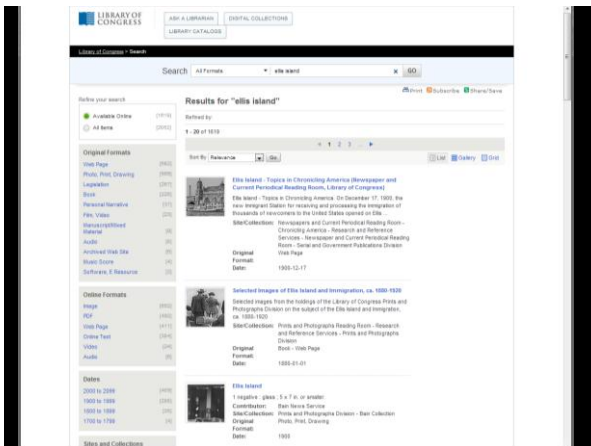 LIBRARY OF
CONGRESS
ASK A LIBRARIAN
DIGITAL COLLECTIONS
LIBRARY CATALOGS
Library of Congress > Search
Search
All Formats
ellis island
x
GO
Print Subscribe Share/Save
Refine your search
Available Online
All Items
Results for "ellis island"
Refined by:
1 - 20 of 1819
« 1 2 3 ... ►
Sort By: Relevance Go
List Gallery Grid
Original Formats
Web Page
Photo, Print, Drawing
Legislation
Book
Personal Narrative
Film, Video
Manuscript/Mixed
Material
Audio
Archived Web Site
Music Score
Software, E Resource
Online Formats
Image
PDF
Web Page
Online Text
Video
Audio
Dates
2000 to 2099
1900 to 1999
1800 to 1899
1700 to 1799
Sites and Collections
Ellis Island - Topics in Chronicling America (Newspaper and
Current Periodical Reading Room, Library of Congress)
Ellis Island - Topics in Chronicling America. On December 17, 1900, the
new Immigrant Station for receiving and processing the immigration of
thousands of newcomers to the United States opened on Ellis ...
Site/Collection: Newspapers and Current Periodical Reading Room -
Chronicling America - Research and Reference
Services - Newspaper and Current Periodical Reading
Room - Serial and Government Publications Division
Original Web Page
Format:
Date: 1900-12-17
Selected Images of Ellis Island and Immigration, ca. 1880-1920
Selected images from the holdings of the Library of Congress Prints and
Photographs Division on the subject of the Ellis Island and immigration,
ca. 1880-1920.
Site/Collection: Prints and Photographs Reading Room - Research
and Reference Services - Prints and Photographs
Division
Original Book - Web Page
Format:
Date: 1880-01-01
Ellis Island
1 negative : glass ; 5 x 7 in. or smaller.
Contributor: Bain News Service
Site/Collection: Prints and Photographs Division - Bain Collection
Original Photo, Print, Drawing
Format:
Date: 1900